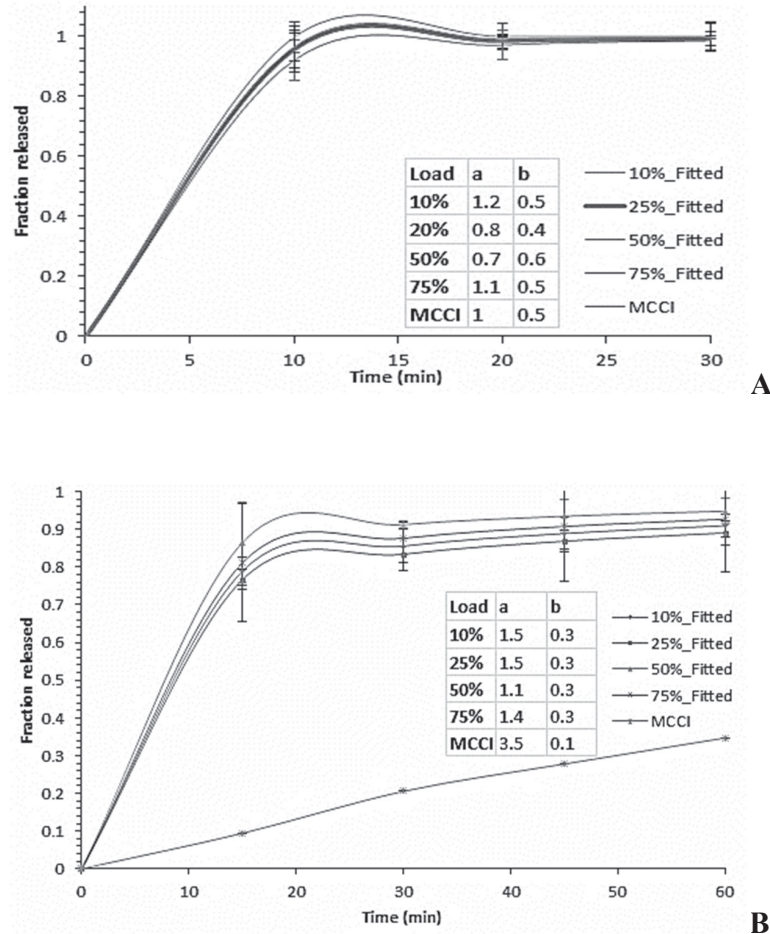 1
0.8
0.6
0.4
0.2
0
Fraction released
0 5 10 15 20 25 30
Time (min)
Load a b
10% 1.2 0.5
20% 0.8 0.4
50% 0.7 0.6
75% 1.1 0.5
MCCI 1 0.5
10%_Fitted
25%_Fitted
50%_Fitted
75%_Fitted
MCCI
A
1
0.9
0.8
0.7
0.6
0.5
0.4
0.3
0.2
0.1
0
Fraction released
0 10 20 30 40 50 60
Time (min)
Load a b
10% 1.5 0.3
25% 1.5 0.3
50% 1.1 0.3
75% 1.4 0.3
MCCI 3.5 0.1
10%_Fitted
25%_Fitted
50%_Fitted
75%_Fitted
MCCI
B